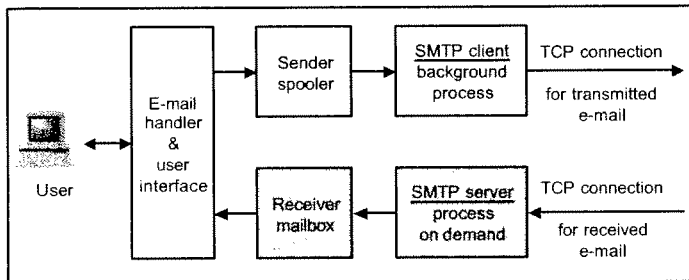 Sender
spooler
SMTP client
background
process
TCP connection
for transmitted
e-mail
E-mail
handler
&
user
interface
User
Receiver
mailbox
SMTP server
process
on demand
TCP connection
for received
e-mail